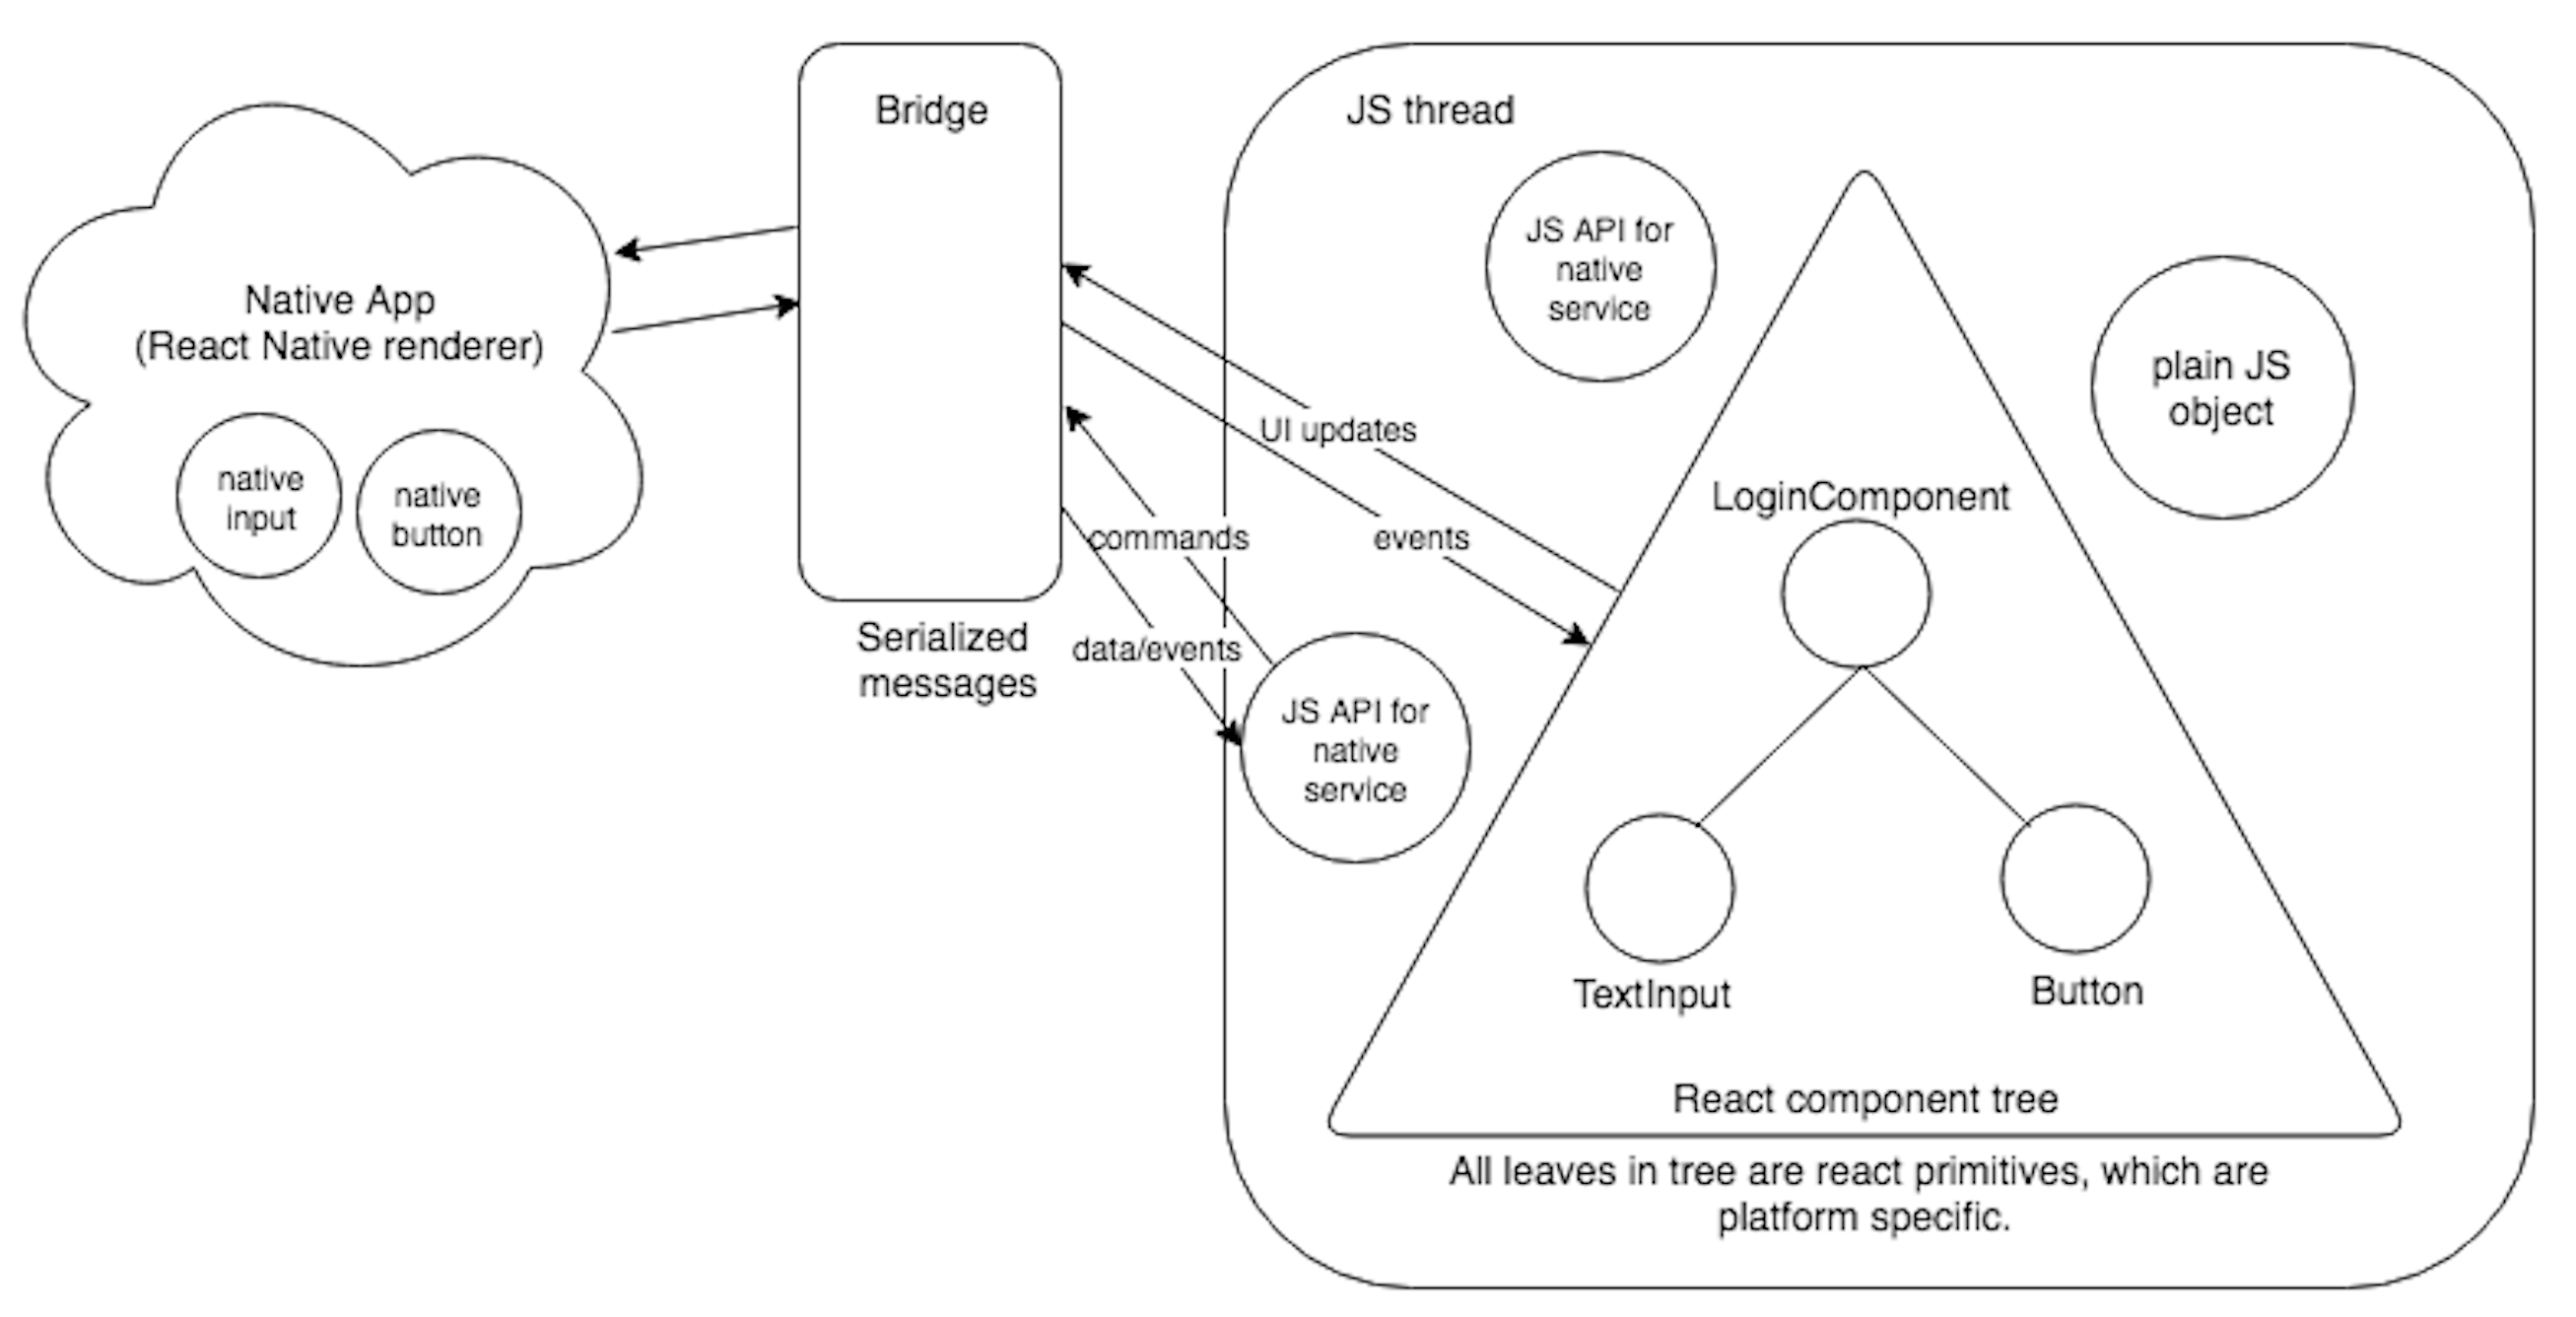 Bridge
JS thread
JS API for
native
service
Native App
(React Native renderer)
plain JS
object
UI updates
native
input
native
button
LoginComponent
commands
events
Serialized
messages
data/events
JS API for
native
service
TextInput
Button
React component tree
All leaves in tree are react primitives, which are
platform specific.